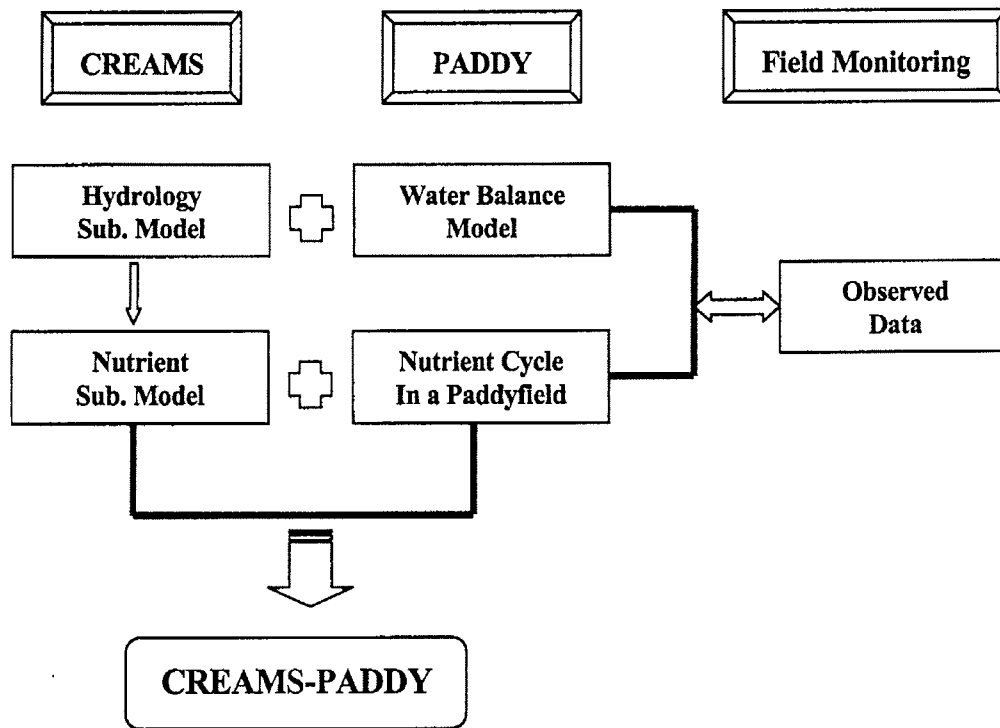 CREAMS
PADDY
Field Monitoring
Hydrology
Sub. Model
Water Balance
Model
Observed
Data
Nutrient
Sub. Model
Nutrient Cycle
In a Paddyfield
CREAMS-PADDY